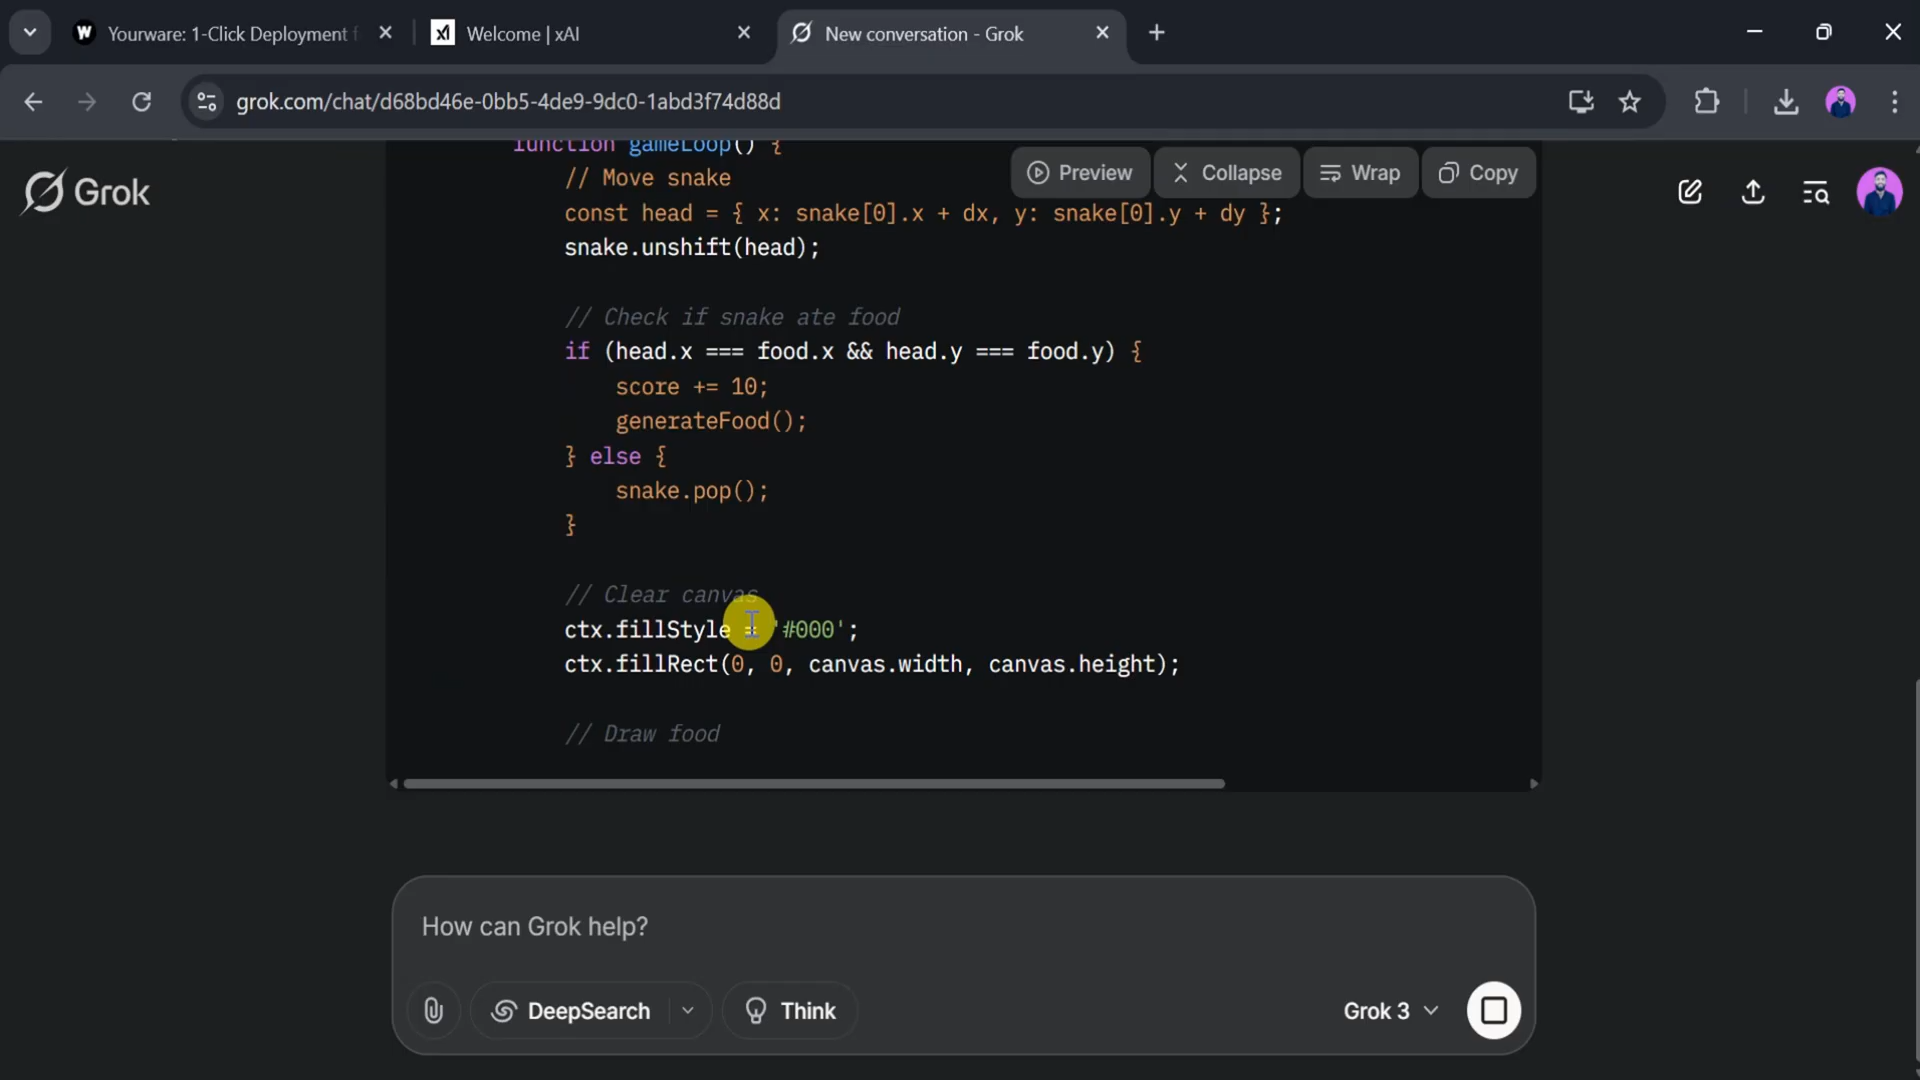 Yourware: 1-Click Deployment f
Welcome | xAI
New conversation - Grok
grok.com/chat/d68bd46e-0bb5-4de9-9dc0-1abd3f74d88d
Grok
Preview
Collapse
Wrap
Copy
function gameLoop() {
// Move snake
const head = { x: snake[0].x + dx, y: snake[0].y + dy };
snake.unshift(head);
// Check if snake ate food
if (head.x === food.x && head.y === food.y) {
score += 10;
generateFood();
} else {
snake.pop();
}
// Clear canvas
ctx.fillStyle = '#000';
ctx.fillRect(0, 0, canvas.width, canvas.height);
// Draw food
How can Grok help?
DeepSearch
Think
Grok 3